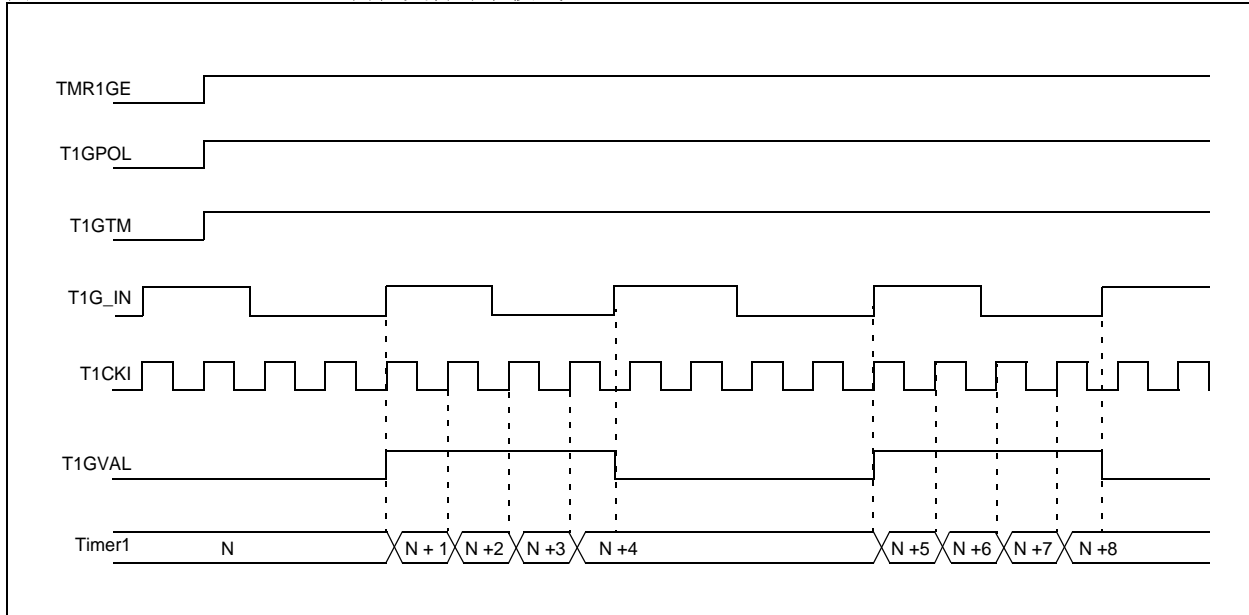 TMR1GE
T1GPOL
T1GTM
T1G_IN
T1CKI
T1GVAL
Timer1 N N + 1 N +2 N +3 N +4 N +5 N +6 N +7 N +8